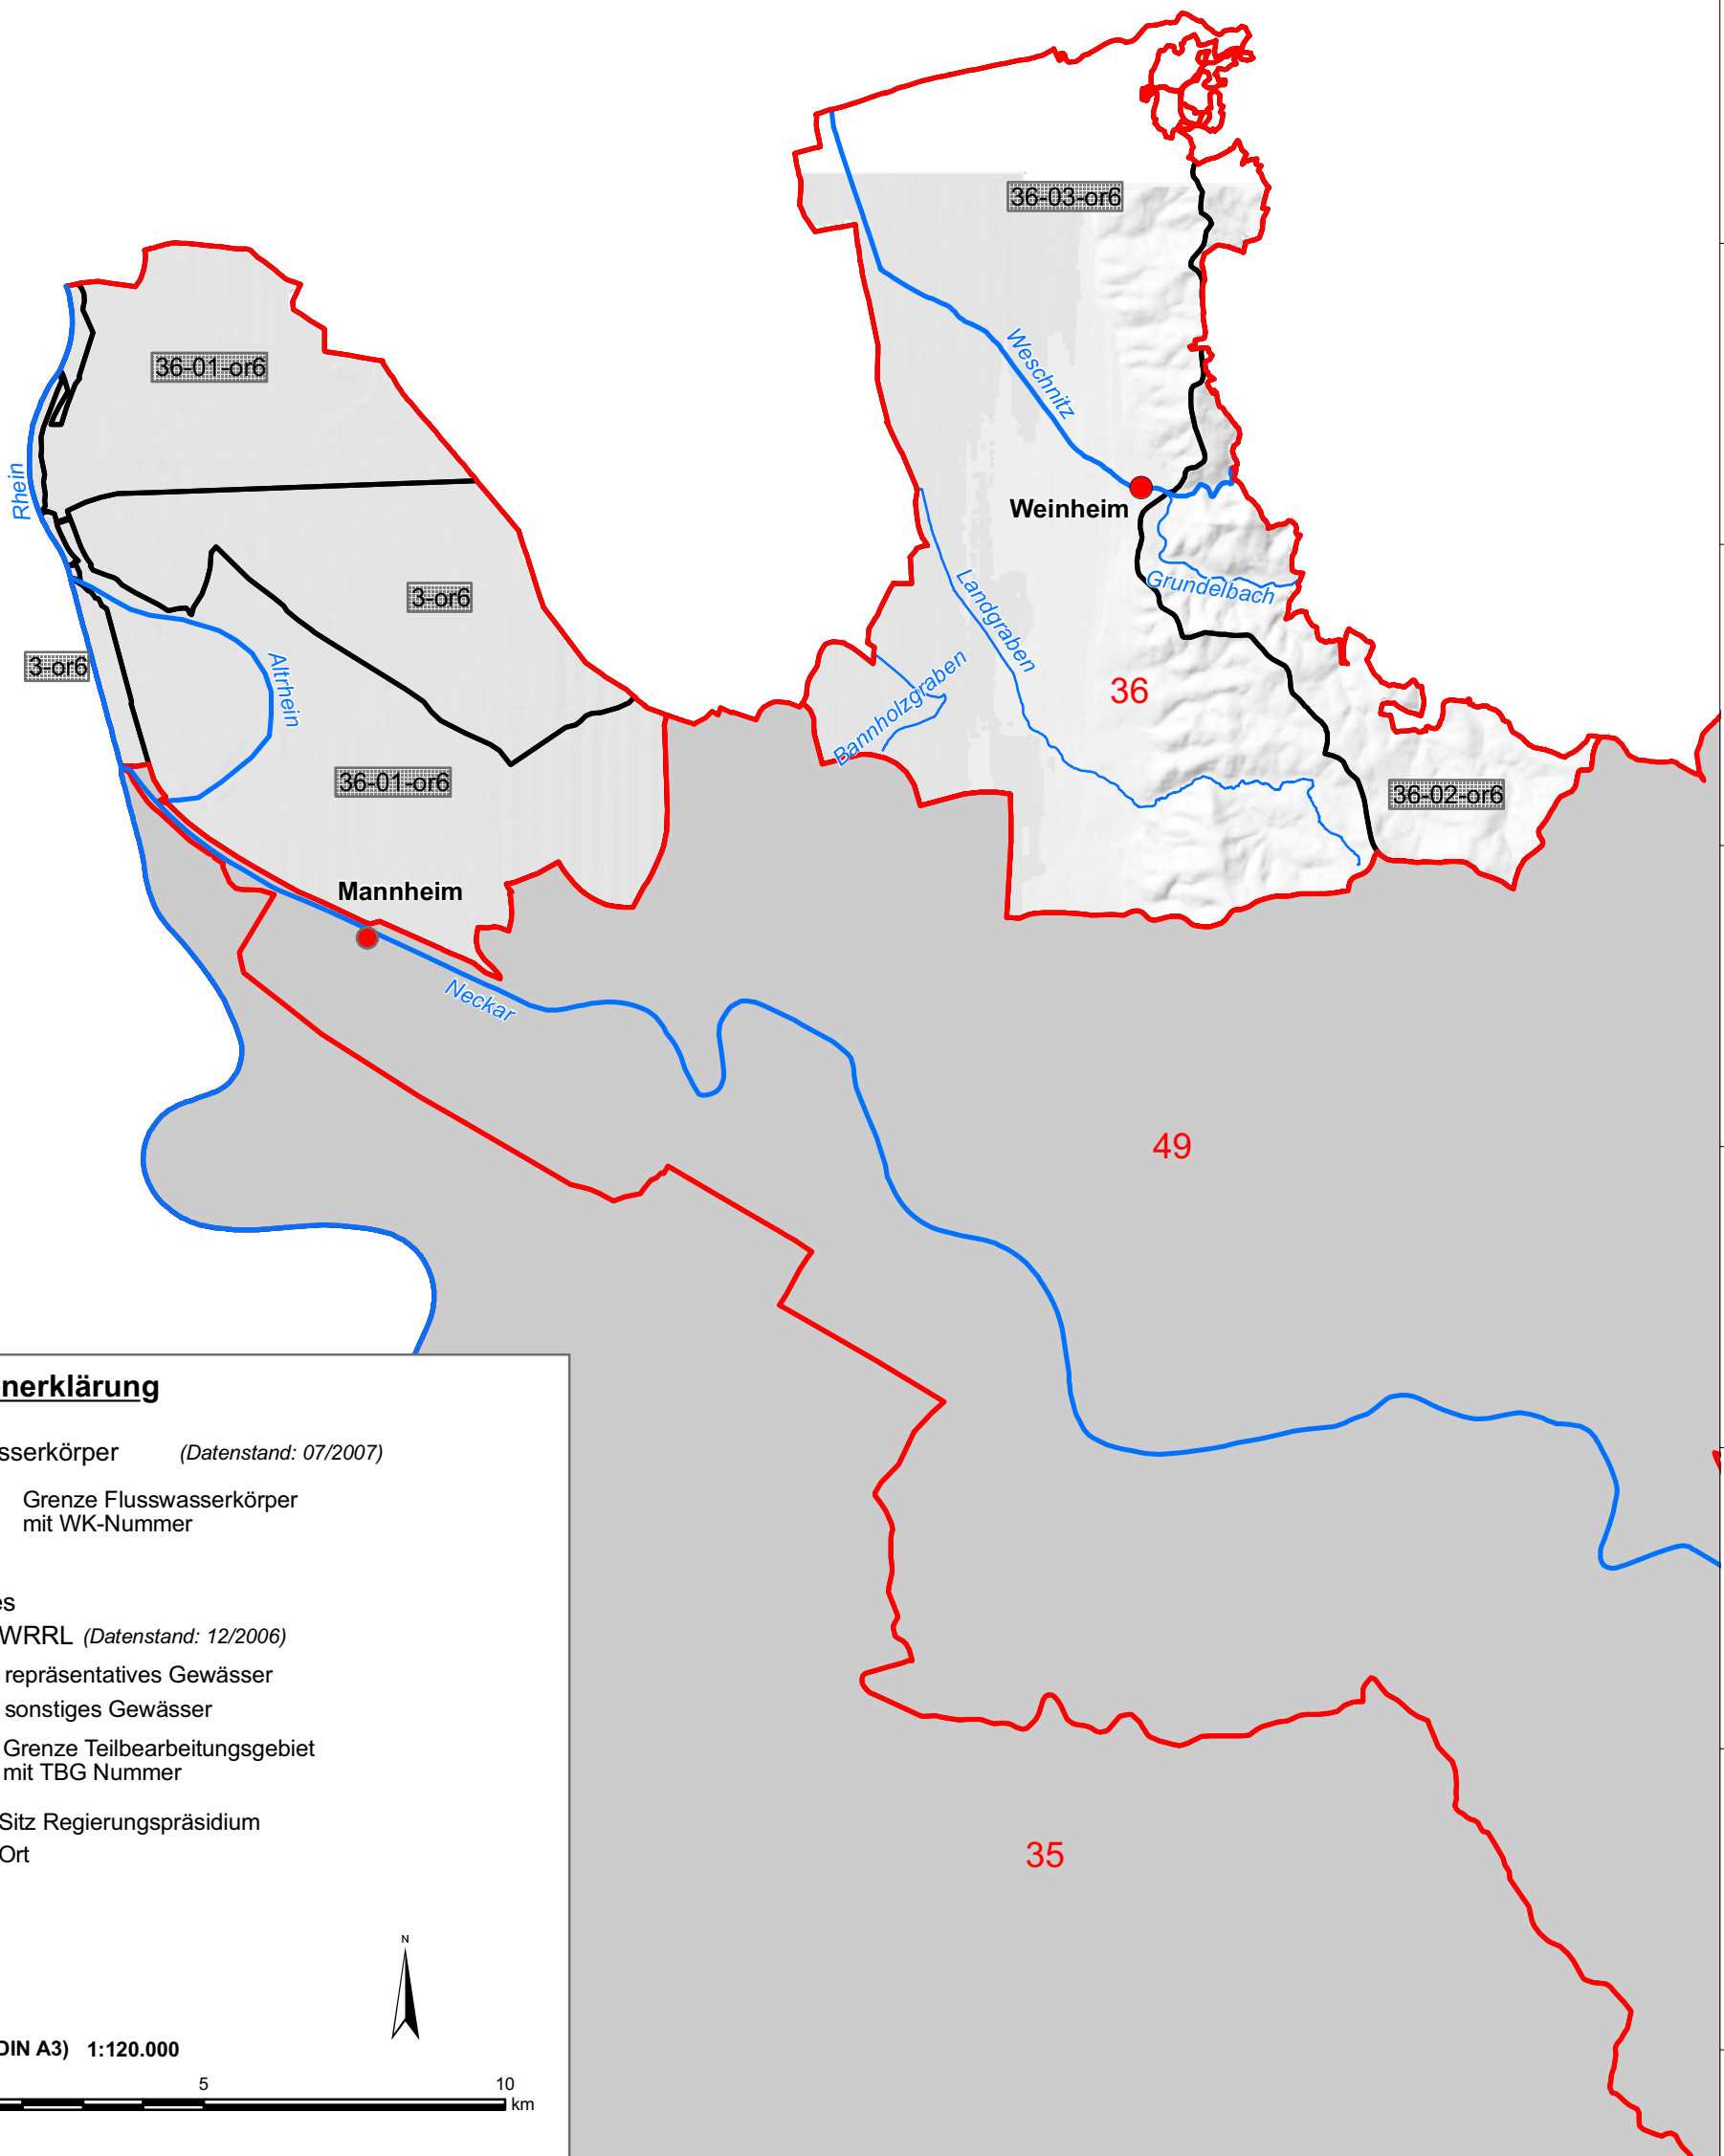 36-03-or6
36-01-or6
Weschnitz
Rhein
Weinheim
Grundelbach
Landgraben
3-or6
3-or6
Altrhein
Bannholzgraben
36
36-01-or6
36-02-or6
Mannheim
Neckar
49
nerklärung
sserkörper (Datenstand: 07/2007)
Grenze Flusswasserkörper
mit WK-Nummer
es
WRRL (Datenstand: 12/2006)
repräsentatives Gewässer
sonstiges Gewässer
Grenze Teilbearbeitungsgebiet
mit TBG Nummer
Sitz Regierungspräsidium
Ort
35
N
DIN A3) 1:120.000
5 10
km